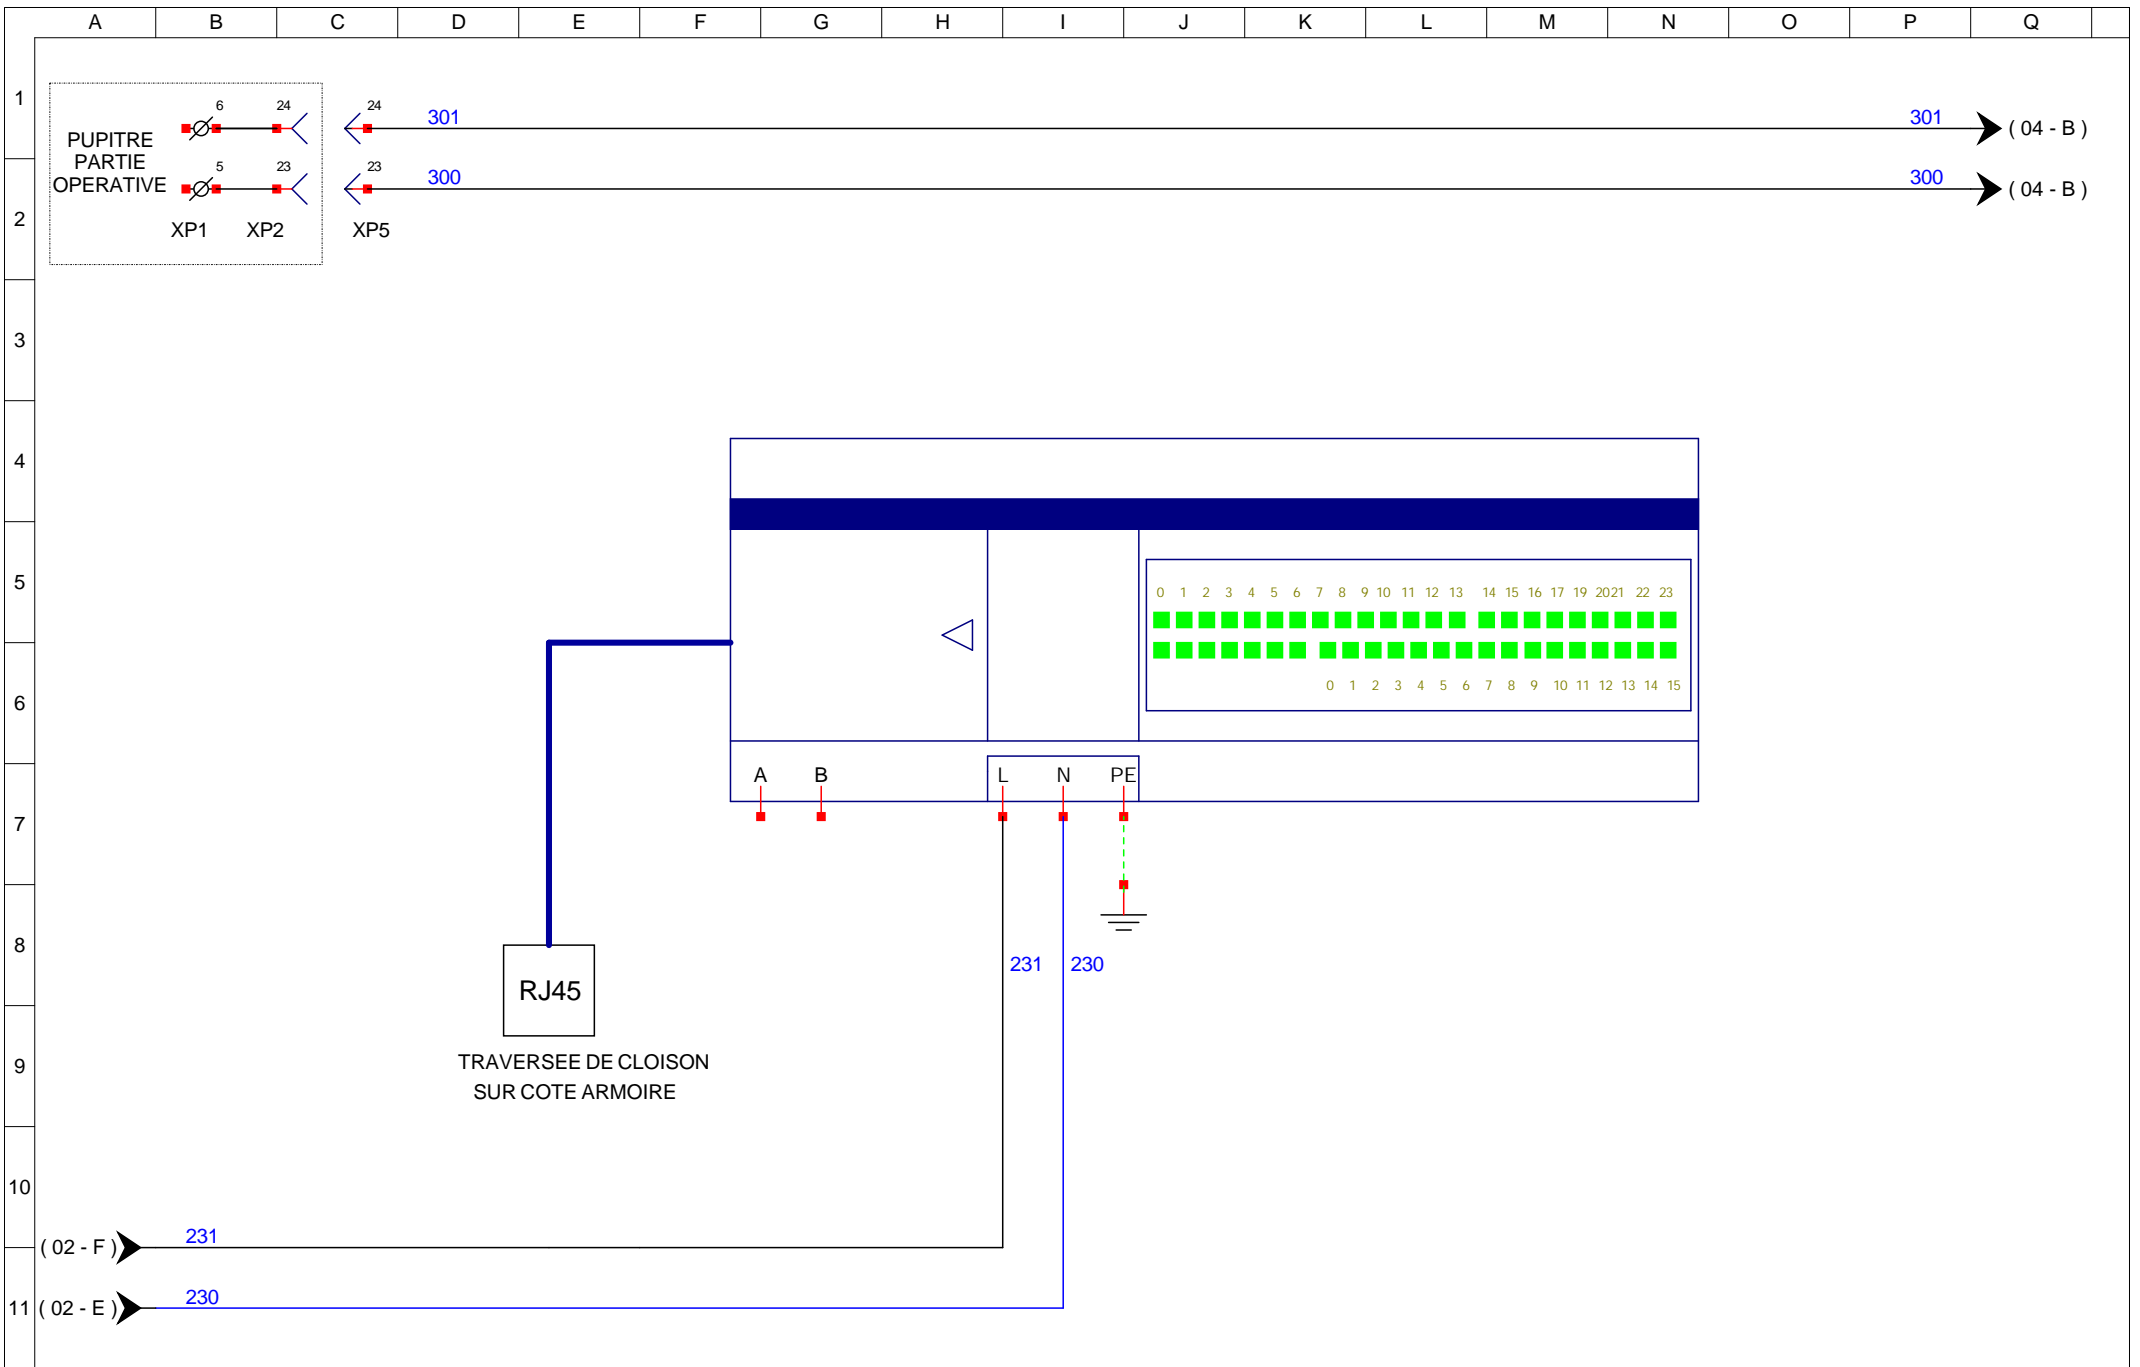 A B C D E F G H I J K L M N O P Q
1
6 24 24
301 301 ( 04 - B )
PUPITRE
PARTIE
OPERATIVE
5 23 23
300 300 ( 04 - B )
2
XP1 XP2 XP5
3
4
5
0 1 2 3 4 5 6 7 8 9 10 11 12 13 14 15 16 17 19 20 21 22 23
6
0 1 2 3 4 5 6 7 8 9 10 11 12 13 14 15
A B L N PE
7
8
231 230
RJ45
9
TRAVERSEE DE CLOISON
SUR COTE ARMOIRE
10
231
( 02 - F )
230
11 ( 02 - E )